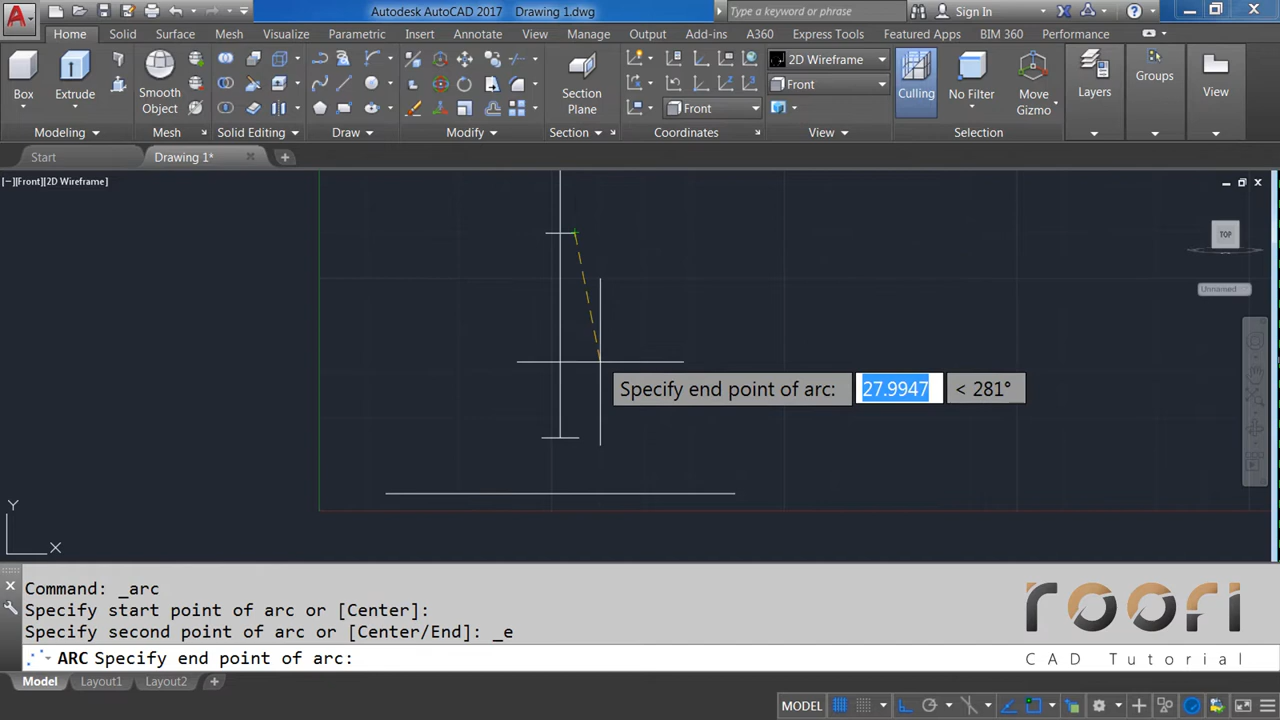 Autodesk AutoCAD 2017 Drawing 1.dwg
Type a keyword or phrase
Sign In
Home Solid Surface Mesh Visualize Parametric Insert Annotate View Manage Output Add-ins A360 Express Tools Featured Apps BIM 360 Performance
Box
Extrude
Smooth Object
Section Plane
2D Wireframe
Front
Front
Culling
No Filter
Move Gizmo
Layers
Groups
View
Modeling Mesh Solid Editing Draw Modify Section Coordinates View Selection
Start Drawing 1*
[−][Front][2D Wireframe]
TOP
Unnamed
Specify end point of arc: 27.9947 < 281°
Y
X
Command: _arc
Specify start point of arc or [Center]:
Specify second point of arc or [Center/End]: _e
ARC Specify end point of arc:
roofi
CAD Tutorial
Model Layout1 Layout2
MODEL